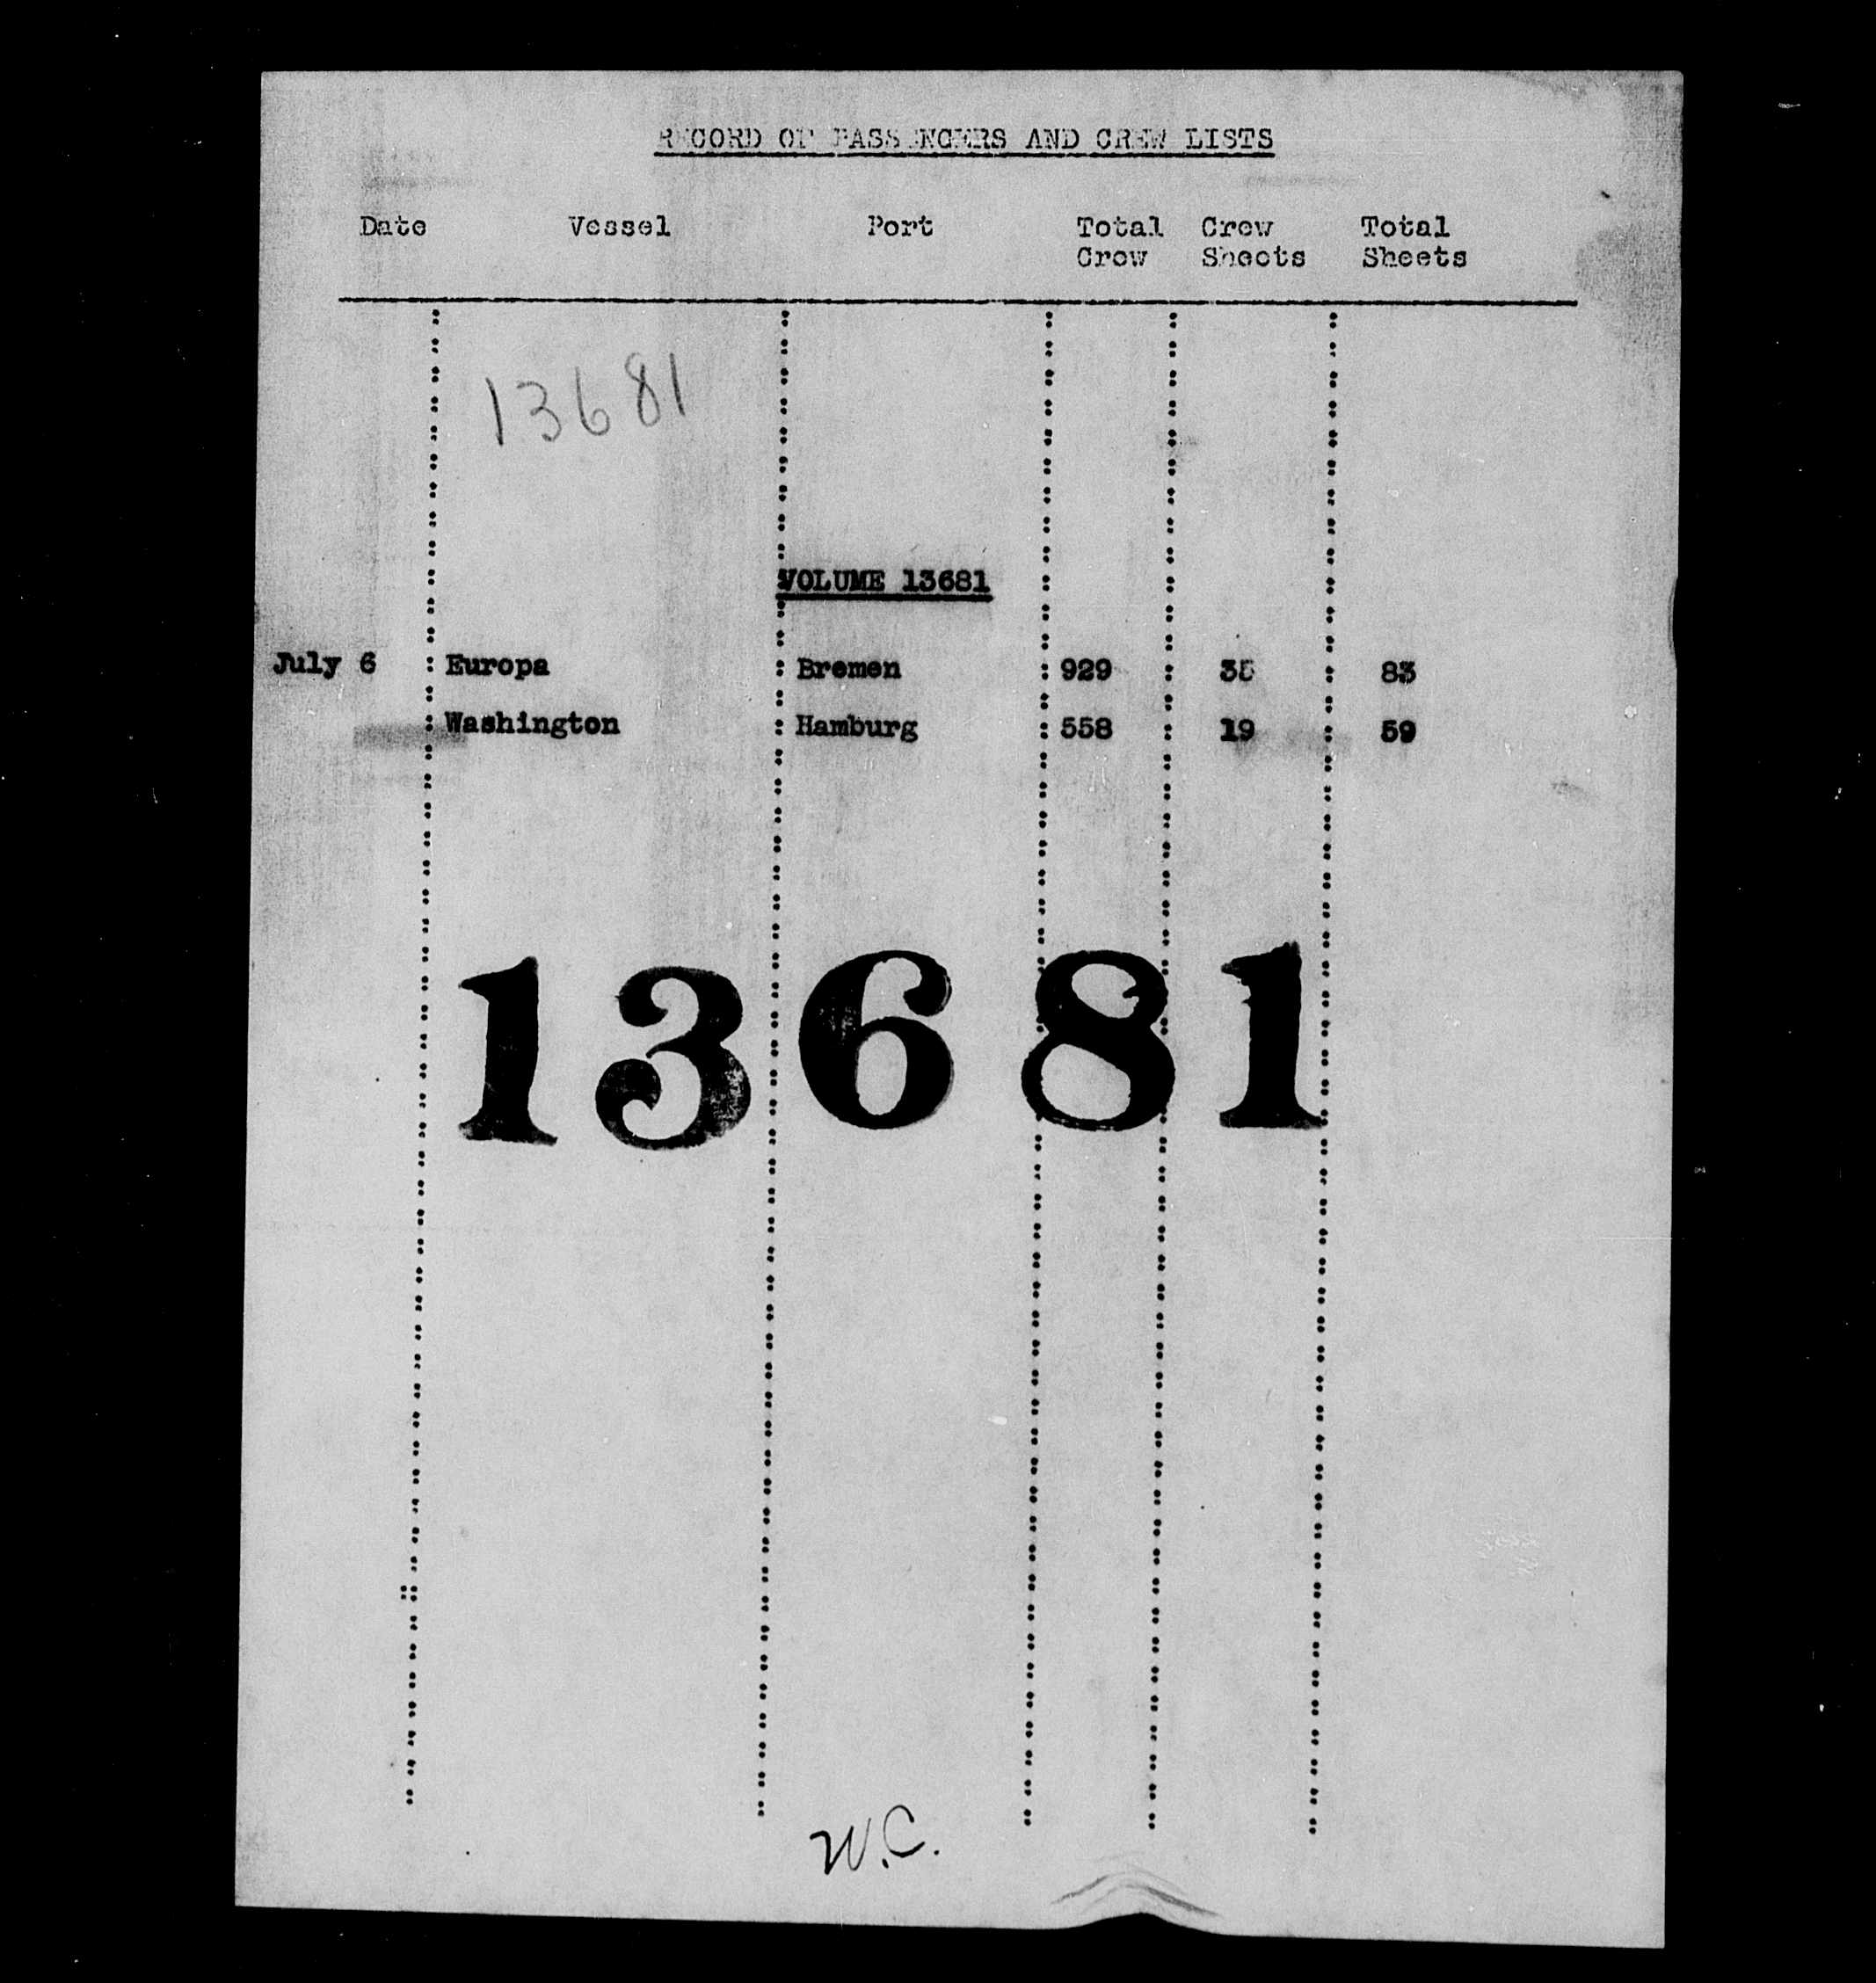 RECORD OF PASSENGERS AND CREW LISTS
Date Vessel Port Total Crew Total
Crew Sheets Sheets
13681
VOLUME 13681
July 6 : Europa : Bremen : 929 : 35 : 83
: Washington : Hamburg : 558 : 19 : 59
13681
W.C.